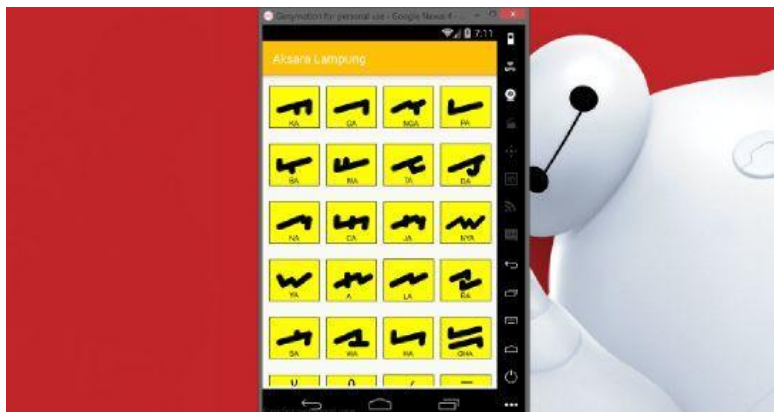 Genymotion for personal use - Google Nexus 4 -
7:11
Aksara Lampung
KA GA NGA PA
BA MA TA DA
NA CA JA NYA
YA A LA RA
SA WA HA GHA